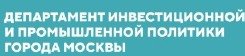 ДЕПАРТАМЕНТ ИНВЕСТИЦИОННОЙ
И ПРОМЫШЛЕННОЙ ПОЛИТИКИ
ГОРОДА МОСКВЫ